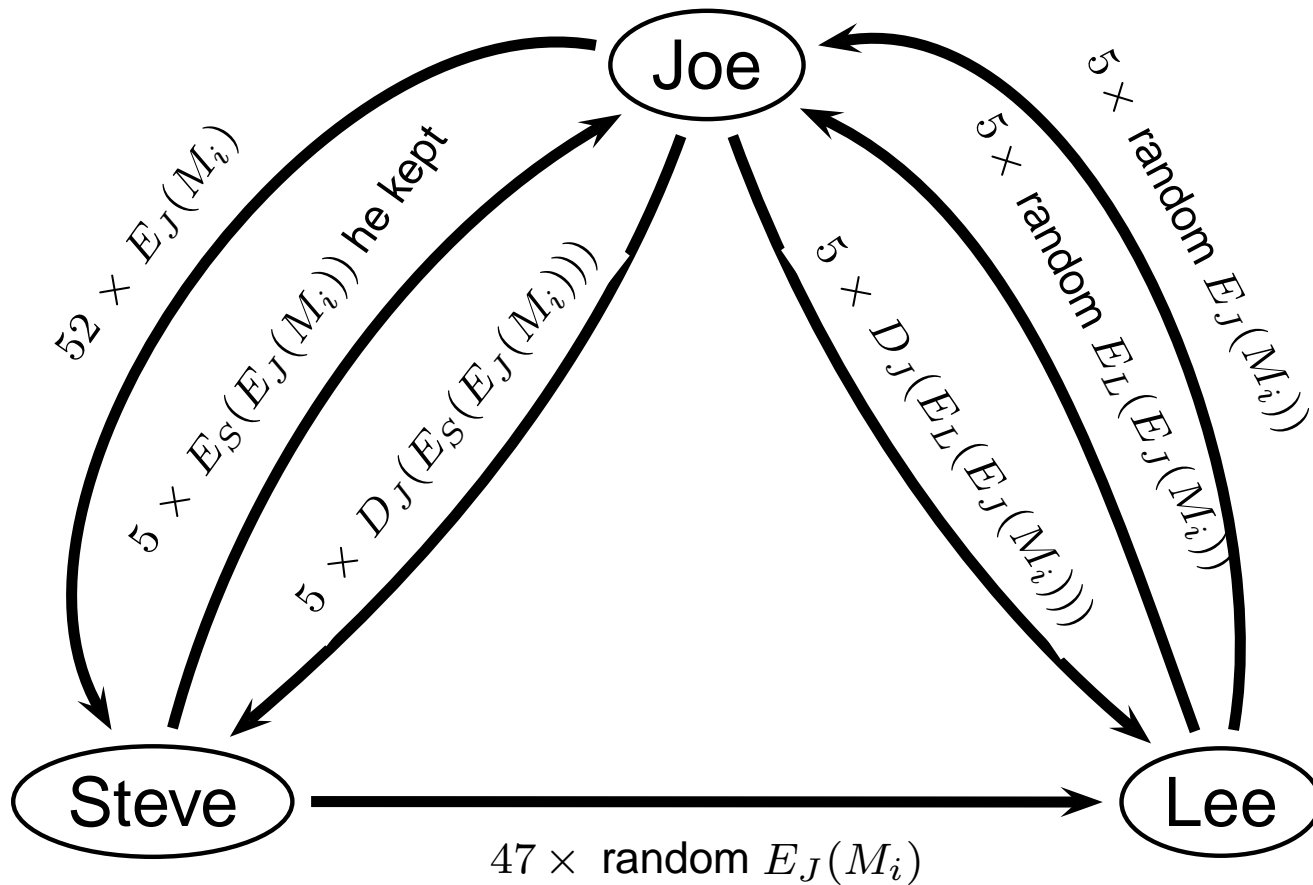 Joe
52 × E_J(M_i)
5 × E_S(E_J(M_i))) he kept
5 × D_J(E_S(E_J(M_i))))
5 × D_J(E_L(E_J(M_i))))
5 × random E_L(E_J(M_i))
5 × random E_J(M_i))
Steve
Lee
47 × random E_J(M_i)